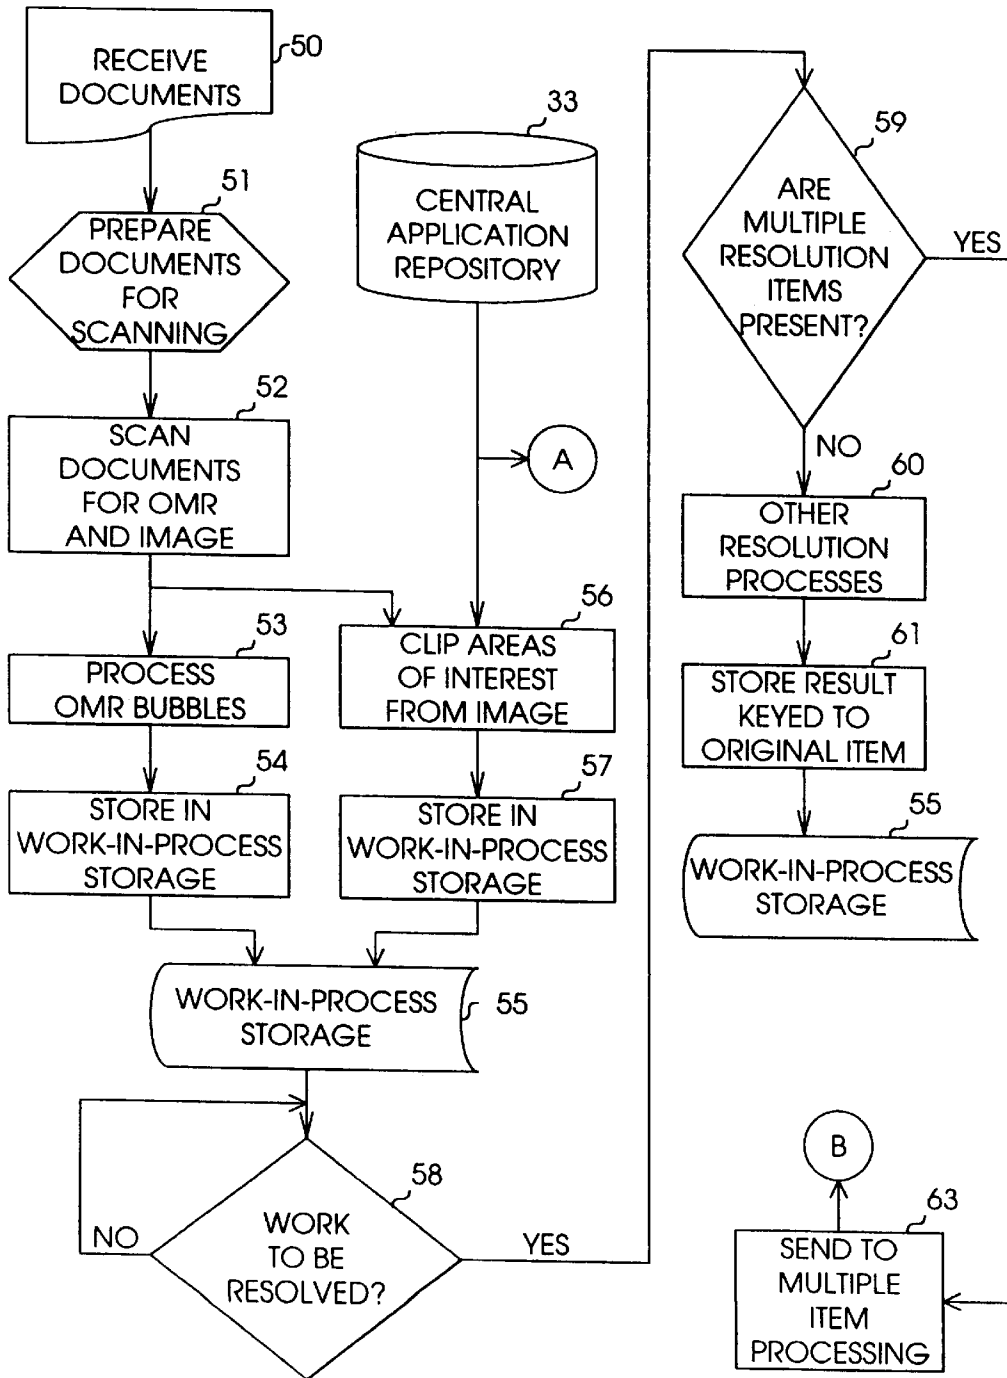 50
RECEIVE
DOCUMENTS
51
PREPARE
DOCUMENTS
FOR
SCANNING
52
SCAN
DOCUMENTS
FOR OMR
AND IMAGE
53
PROCESS
OMR BUBBLES
54
STORE IN
WORK-IN-PROCESS
STORAGE
33
CENTRAL
APPLICATION
REPOSITORY
A
56
CLIP AREAS
OF INTEREST
FROM IMAGE
57
STORE IN
WORK-IN-PROCESS
STORAGE
WORK-IN-PROCESS
STORAGE
55
58
WORK
TO BE
RESOLVED?
NO
YES
59
ARE
MULTIPLE
RESOLUTION
ITEMS
PRESENT?
YES
NO
60
OTHER
RESOLUTION
PROCESSES
61
STORE RESULT
KEYED TO
ORIGINAL ITEM
55
WORK-IN-PROCESS
STORAGE
B
63
SEND TO
MULTIPLE
ITEM
PROCESSING